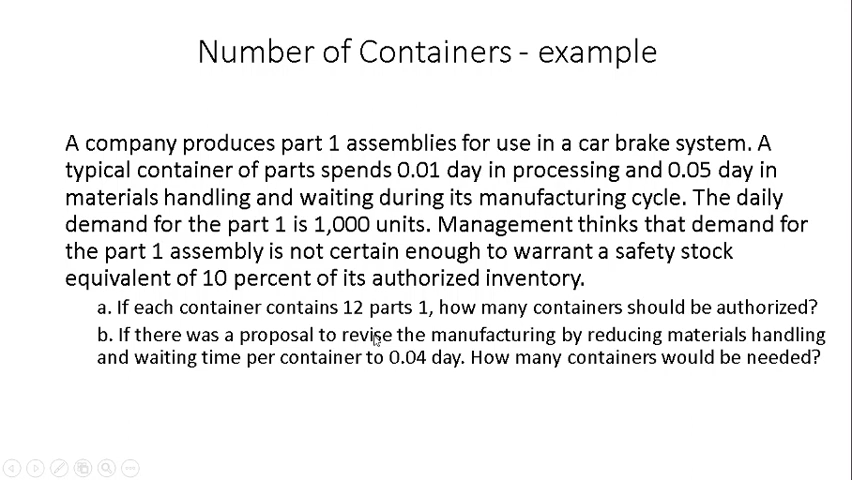 Number of Containers - example
A company produces part 1 assemblies for use in a car brake system. A
typical container of parts spends 0.01 day in processing and 0.05 day in
materials handling and waiting during its manufacturing cycle. The daily
demand for the part 1 is 1,000 units. Management thinks that demand for
the part 1 assembly is not certain enough to warrant a safety stock
equivalent of 10 percent of its authorized inventory.
a. If each container contains 12 parts 1, how many containers should be authorized?
b. If there was a proposal to revise the manufacturing by reducing materials handling
and waiting time per container to 0.04 day. How many containers would be needed?